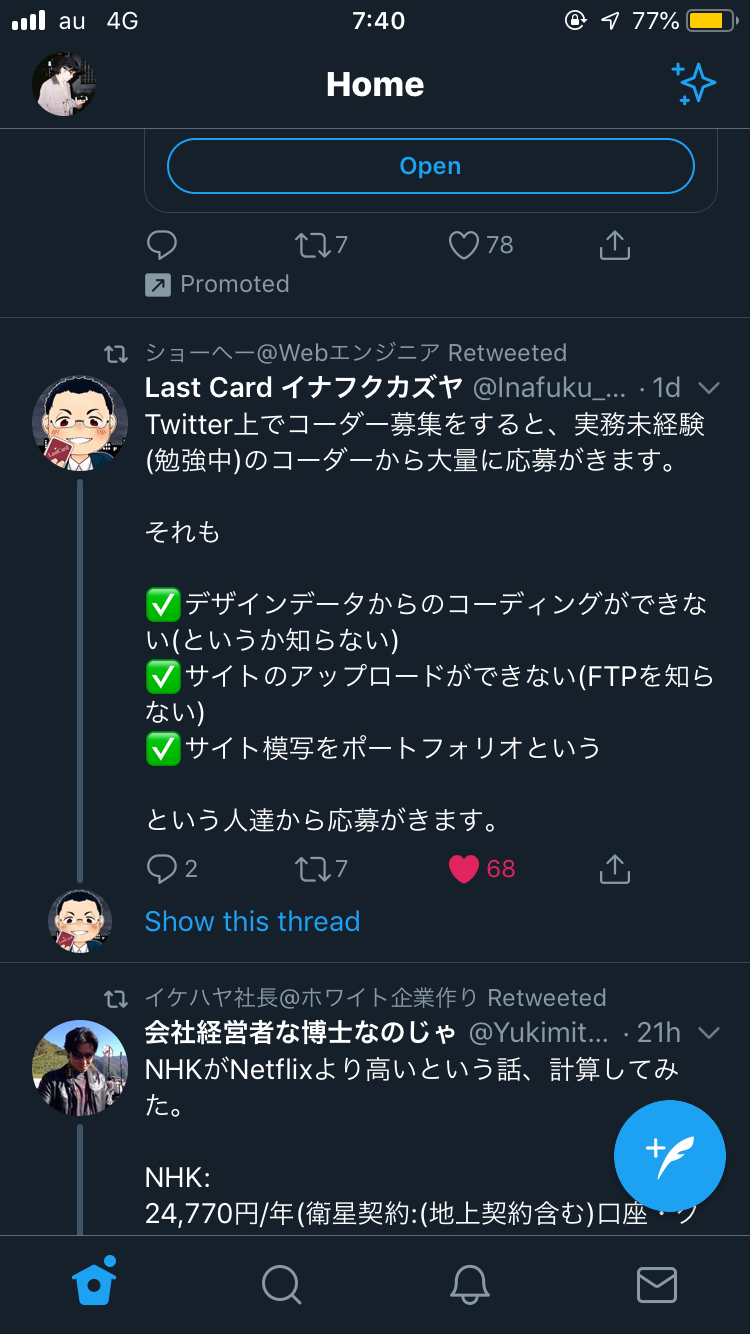 au 4G 7:40 77%
Home
Open
7 78
Promoted
ショーヘー@Webエンジニア Retweeted
Last Card イナフクカズヤ @Inafuku_... · 1d
Twitter上でコーダー募集をすると、実務未経験
(勉強中)のコーダーから大量に応募がきます。
それも
✅デザインデータからのコーディングができな
い(というか知らない)
✅サイトのアップロードができない(FTPを知ら
ない)
✅サイト模写をポートフォリオという
という人達から応募がきます。
2 7 68
Show this thread
イケハヤ社長@ホワイト企業作り Retweeted
会社経営者な博士なのじゃ @Yukimit... · 21h
NHKがNetflixより高いという話、計算してみ
た。
NHK:
24,770円/年(衛星契約:(地上契約含む)口座・ク